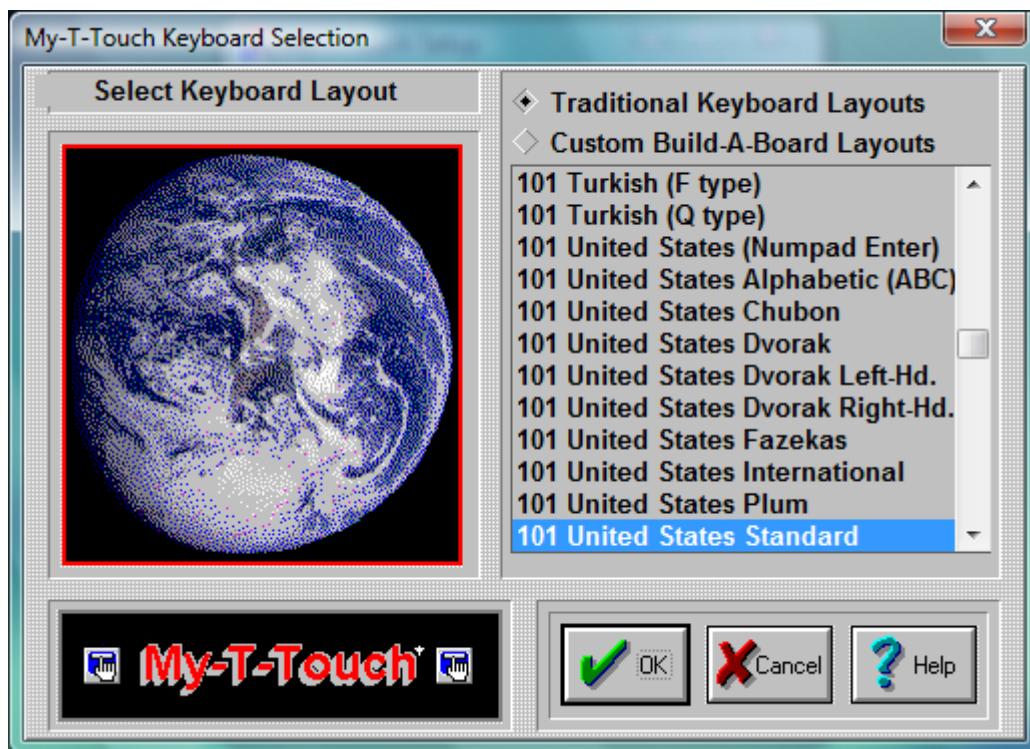 My-T-Touch Keyboard Selection
Select Keyboard Layout
Traditional Keyboard Layouts
Custom Build-A-Board Layouts
101 Turkish (F type)
101 Turkish (Q type)
101 United States (Numpad Enter)
101 United States Alphabetic (ABC)
101 United States Chubon
101 United States Dvorak
101 United States Dvorak Left-Hd.
101 United States Dvorak Right-Hd.
101 United States Fazekas
101 United States International
101 United States Plum
101 United States Standard
My-T-Touch
OK
Cancel
Help